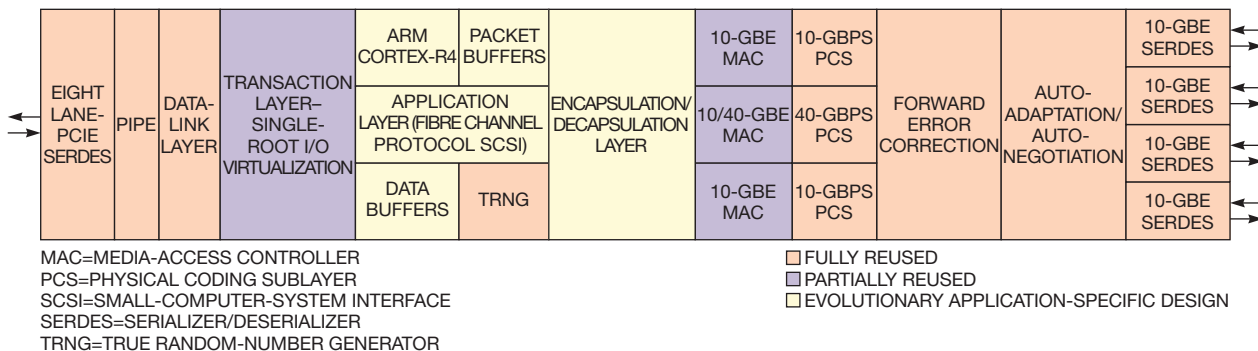 EIGHT
LANE-
PCIE
SERDES
PIPE
DATA-
LINK
LAYER
TRANSACTION
LAYER–
SINGLE-
ROOT I/O
VIRTUALIZATION
ARM
CORTEX-R4
PACKET
BUFFERS
APPLICATION
LAYER (FIBRE CHANNEL
PROTOCOL SCSI)
DATA
BUFFERS
TRNG
ENCAPSULATION/
DECAPSULATION
LAYER
10-GBE
MAC
10/40-GBE
MAC
10-GBE
MAC
10-GBPS
PCS
40-GBPS
PCS
10-GBPS
PCS
FORWARD
ERROR
CORRECTION
AUTO-
ADAPTATION/
AUTO-
NEGOTIATION
10-GBE
SERDES
10-GBE
SERDES
10-GBE
SERDES
10-GBE
SERDES
MAC=MEDIA-ACCESS CONTROLLER
PCS=PHYSICAL CODING SUBLAYER
SCSI=SMALL-COMPUTER-SYSTEM INTERFACE
SERDES=SERIALIZER/DESERIALIZER
TRNG=TRUE RANDOM-NUMBER GENERATOR
FULLY REUSED
PARTIALLY REUSED
EVOLUTIONARY APPLICATION-SPECIFIC DESIGN